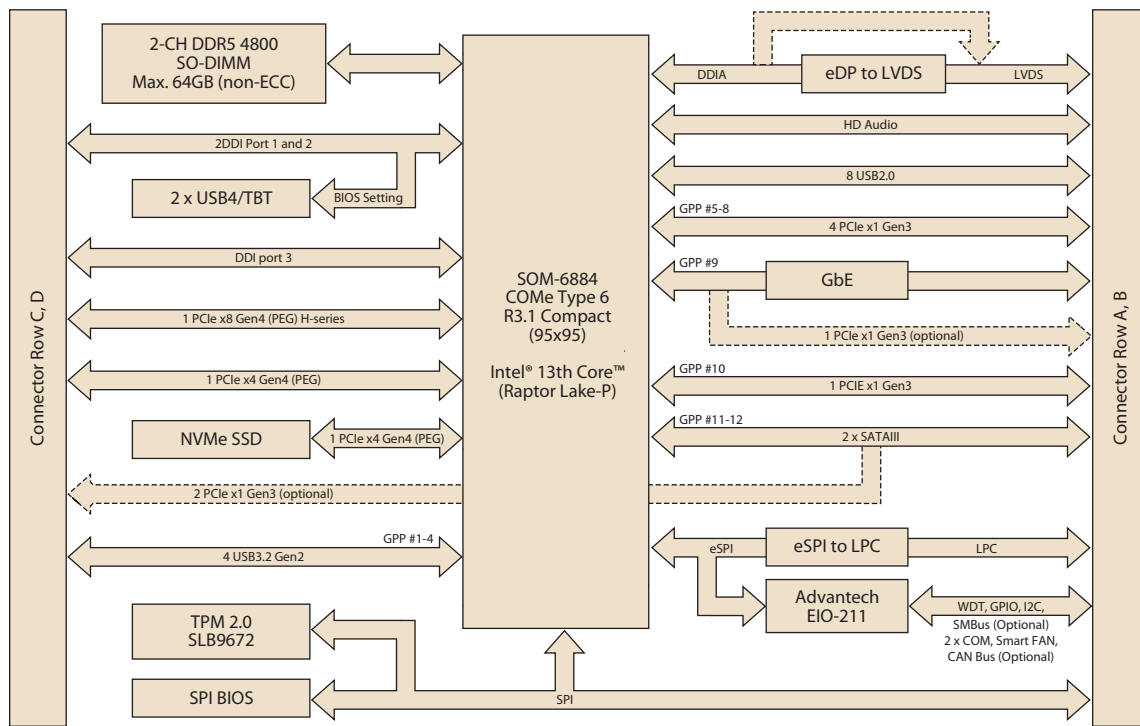 Connector Row C, D
2-CH DDR5 4800
SO-DIMM
Max. 64GB (non-ECC)
2DDI Port 1 and 2
2 x USB4/TBT
BIOS Setting
DDI port 3
1 PCIe x8 Gen4 (PEG) H-series
1 PCIe x4 Gen4 (PEG)
NVMe SSD
1 PCIe x4 Gen4 (PEG)
2 PCIe x1 Gen3 (optional)
GPP #1-4
4 USB3.2 Gen2
TPM 2.0
SLB9672
SPI BIOS
SPI
SOM-6884
COMe Type 6
R3.1 Compact
(95x95)
Intel® 13th Core™
(Raptor Lake-P)
DDIA
eDP to LVDS
LVDS
HD Audio
8 USB2.0
GPP #5-8
4 PCIe x1 Gen3
GPP #9
GbE
1 PCIe x1 Gen3 (optional)
GPP #10
1 PCIE x1 Gen3
GPP #11-12
2 x SATAIII
eSPI
eSPI to LPC
LPC
Advantech
EIO-211
WDT, GPIO, I2C,
SMBus (Optional)
2 x COM, Smart FAN,
CAN Bus (Optional)
Connector Row A, B